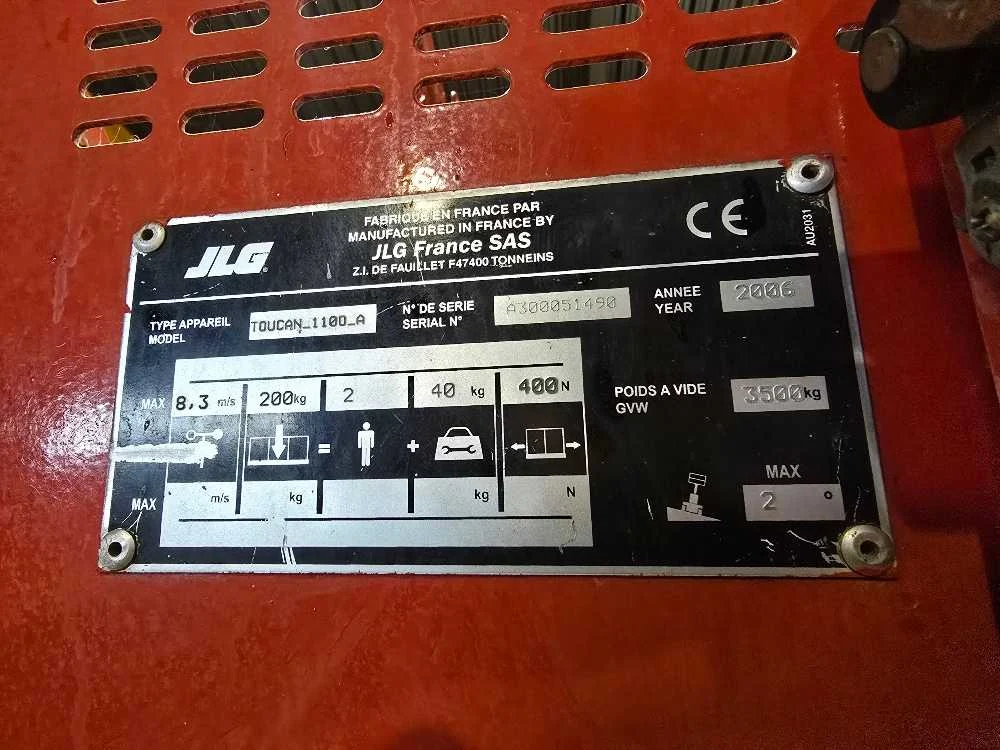 FABRIQUE EN FRANCE PAR
MANUFACTURED IN FRANCE BY
JLG France SAS
Z.I. DE FAUILLET F47400 TONNEINS
JLG®
CE
AU2031
TYPE APPAREIL
MODEL
TOUCAN_1100_A
N° DE SERIE
SERIAL N°
A300051490
ANNEE
YEAR
2006
MAX 8,3 m/s 200kg 2 40 kg 400 N
= +
MAX m/s kg kg N
POIDS A VIDE
GVW
3500kg
MAX
2 °